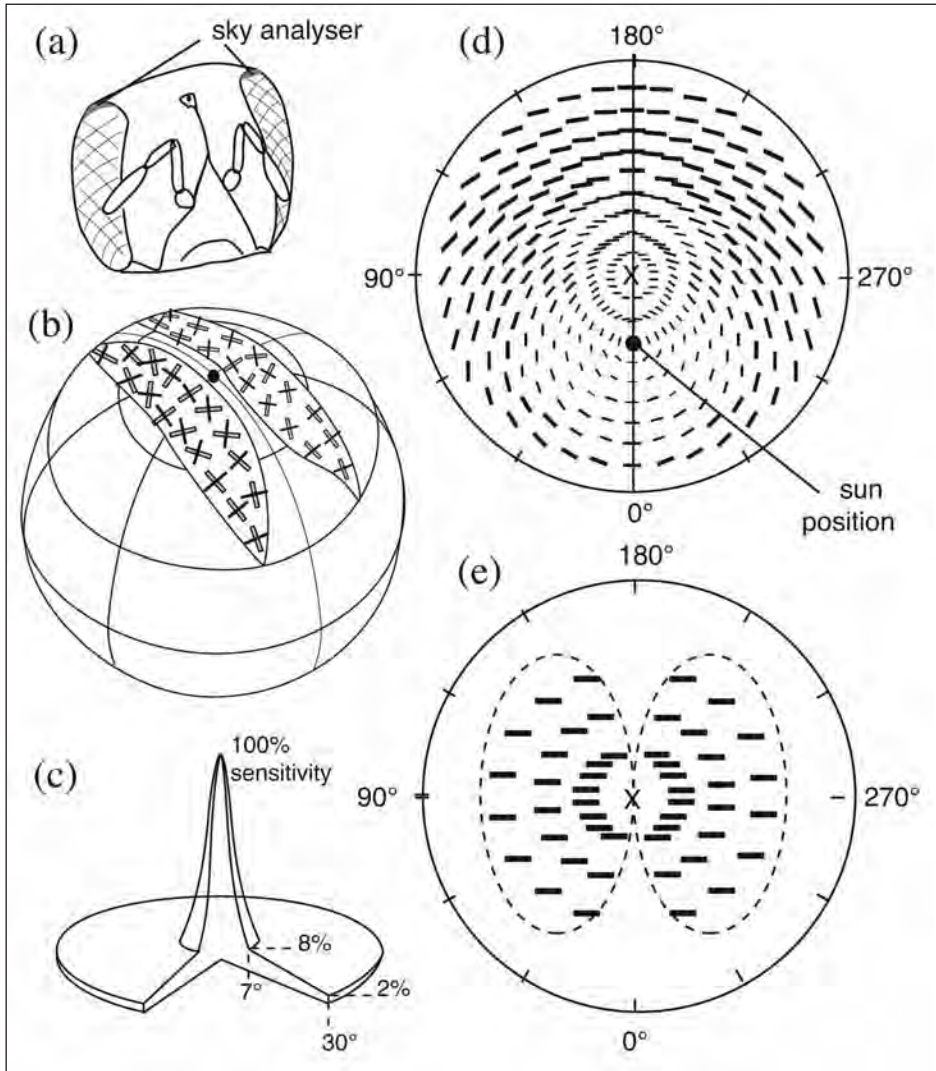 (a)
sky analyser
(b)
(c)
100%
sensitivity
8%
7°
2%
30°
(d)
180°
90°
X
270°
0°
sun
position
(e)
180°
90°
X
270°
0°